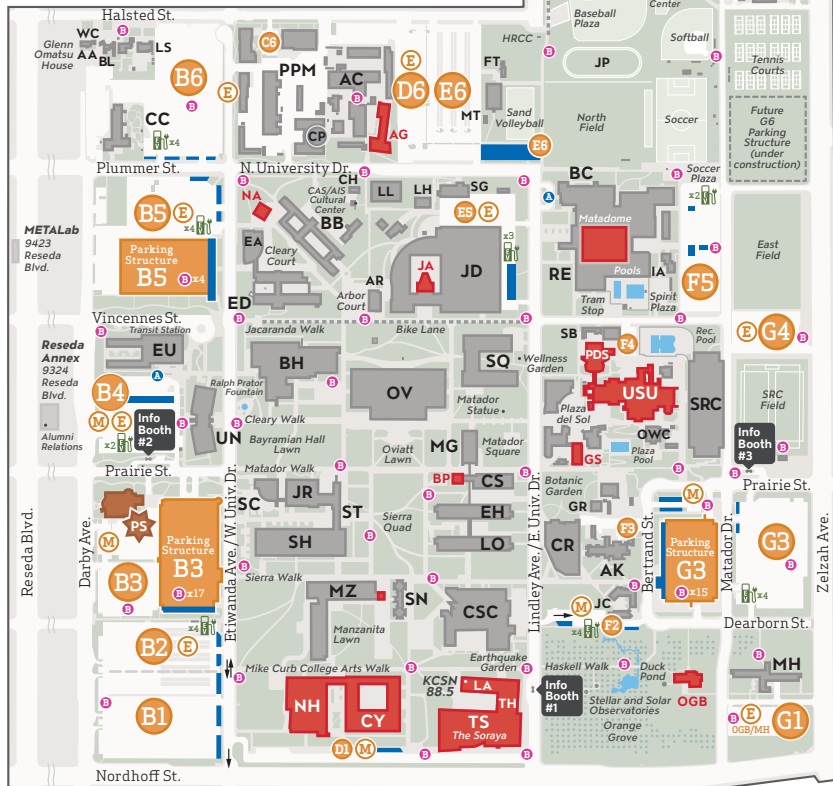 Halsted St.
WC
AA
BL
LS
Glenn
Omatsu
House
B6
E
CC
x4
Plummer St.
C6
PPM
AC
CP
AG
E
D6
E6
MT
FT
HRCC
Sand
Volleyball
E6
N. University Dr.
Baseball
Plaza
Center
Softball
JP
North
Field
Soccer
Tennis
Courts
Future
G6
Parking
Structure
(under
construction)
Soccer
Plaza
METALab
9423
Reseda
Blvd.
B5
E
x4
Parking
Structure
B5
B x4
Vincennes St.
NA
CH
CAS/AIS
Cultural
Center
LL
LH
SG
BB
E5
E
x3
EA
Cleary
Court
ED
AR
Arbor
Court
JA
JD
Jacaranda Walk
Bike Lane
A
BC
Matadome
RE
Pools
IA
Tram
Stop
Spirit
Plaza
x2
F5
East
Field
E
G4
Reseda
Annex
9324
Reseda
Blvd.
Alumni
Relations
Transit Station
EU
A
B4
M
E
x2
Info
Booth
#2
UN
Prairie St.
BH
Ralph Prator
Fountain
Cleary Walk
Bayramian Hall
Lawn
Matador Walk
OV
Oviatt
Lawn
SQ
Wellness
Garden
Matador
Statue
MG
Matador
Square
SB
PDS
F4
Rec.
Pool
USU
SRC
Plaza
del Sol
OWC
Plaza
Pool
GS
SRC
Field
Info
Booth
#3
Prairie St.
Reseda Blvd.
Darby Ave.
PS
M
Parking
Structure
B3
B x17
B3
x4
Etiwanda Ave. / W. Univ. Dr.
SC
JR
ST
SH
Sierra Walk
Sierra
Quad
BP
CS
EH
LO
Lindley Ave. / E. Univ. Dr.
Botanic
Garden
GR
F3
CR
AK
Bertrand St.
M
Parking
Structure
G3
B x15
Matador Dr.
G3
x4
Zelzah Ave.
Dearborn St.
B2
E
B1
MZ
SN
Manzanita
Lawn
CSC
Mike Curb College Arts Walk
Earthquake
Garden
KCSN
88.5
NH
CY
LA
TH
TS
The Soraya
D1
M
Info
Booth
#1
M
JC
F2
x4
Haskell Walk
Duck
Pond
Stellar and Solar
Observatories
Orange
Grove
OGB
MH
E
OGB/MH
G1
Nordhoff St.